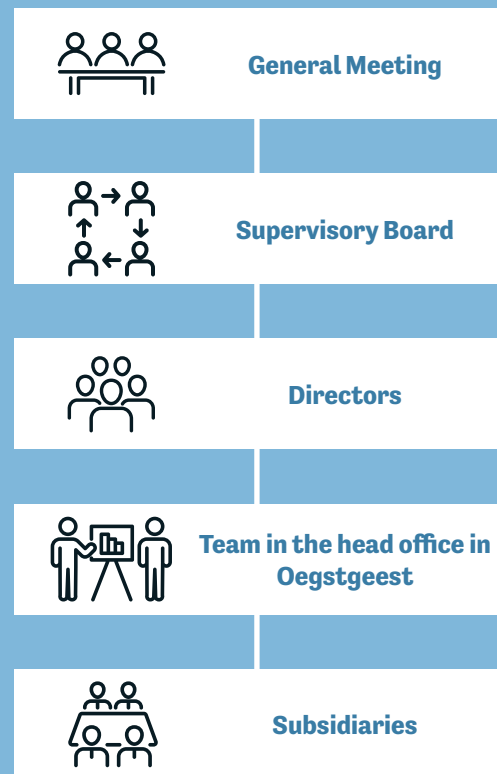 General Meeting
Supervisory Board
Directors
Team in the head office in
Oegstgeest
Subsidiaries